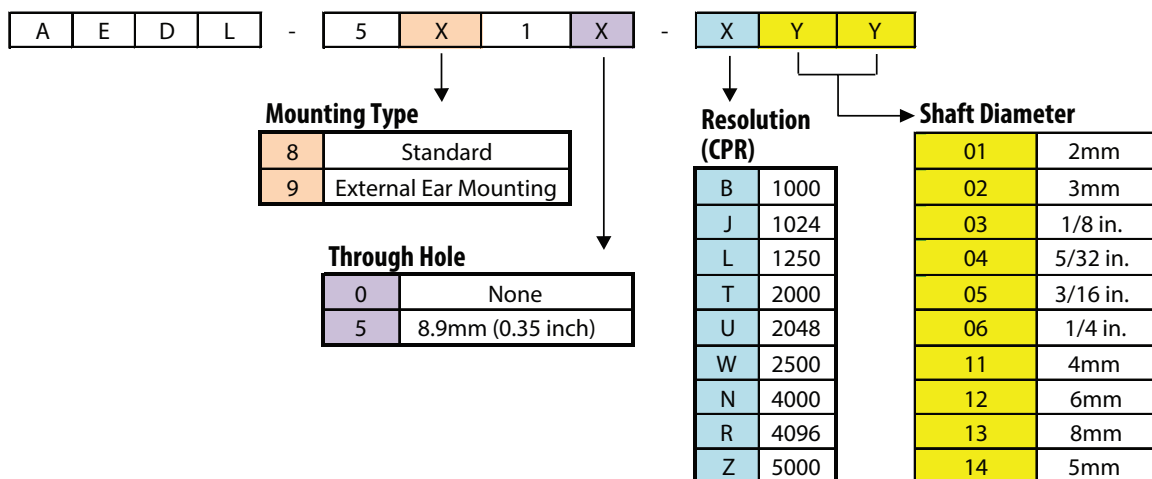 A E D L - 5 X 1 X - X Y Y
Mounting Type
8 Standard
9 External Ear Mounting
Through Hole
0 None
5 8.9mm (0.35 inch)
Resolution
(CPR)
B 1000
J 1024
L 1250
T 2000
U 2048
W 2500
N 4000
R 4096
Z 5000
Shaft Diameter
01 2mm
02 3mm
03 1/8 in.
04 5/32 in.
05 3/16 in.
06 1/4 in.
11 4mm
12 6mm
13 8mm
14 5mm